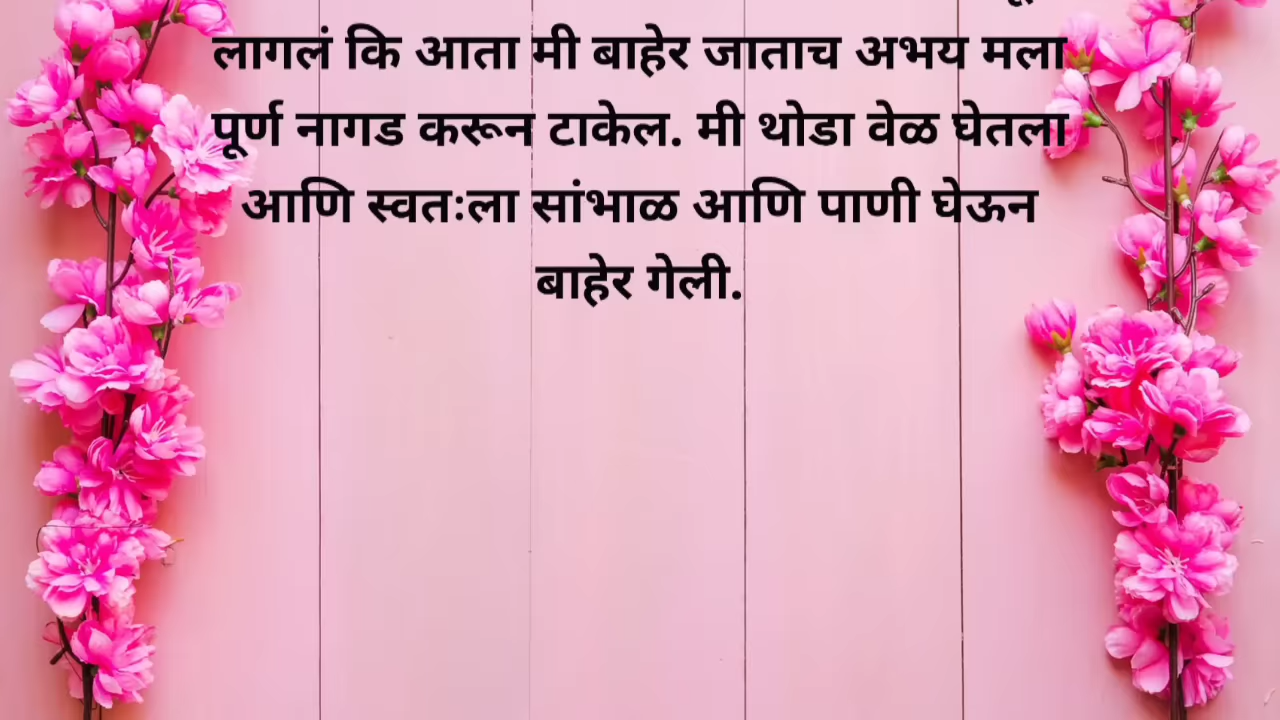 लागलं कि आता मी बाहेर जाताच अभय मला
पूर्ण नागड करून टाकेल. मी थोडा वेळ घेतला
आणि स्वतःला सांभाळ आणि पाणी घेऊन
बाहेर गेली.